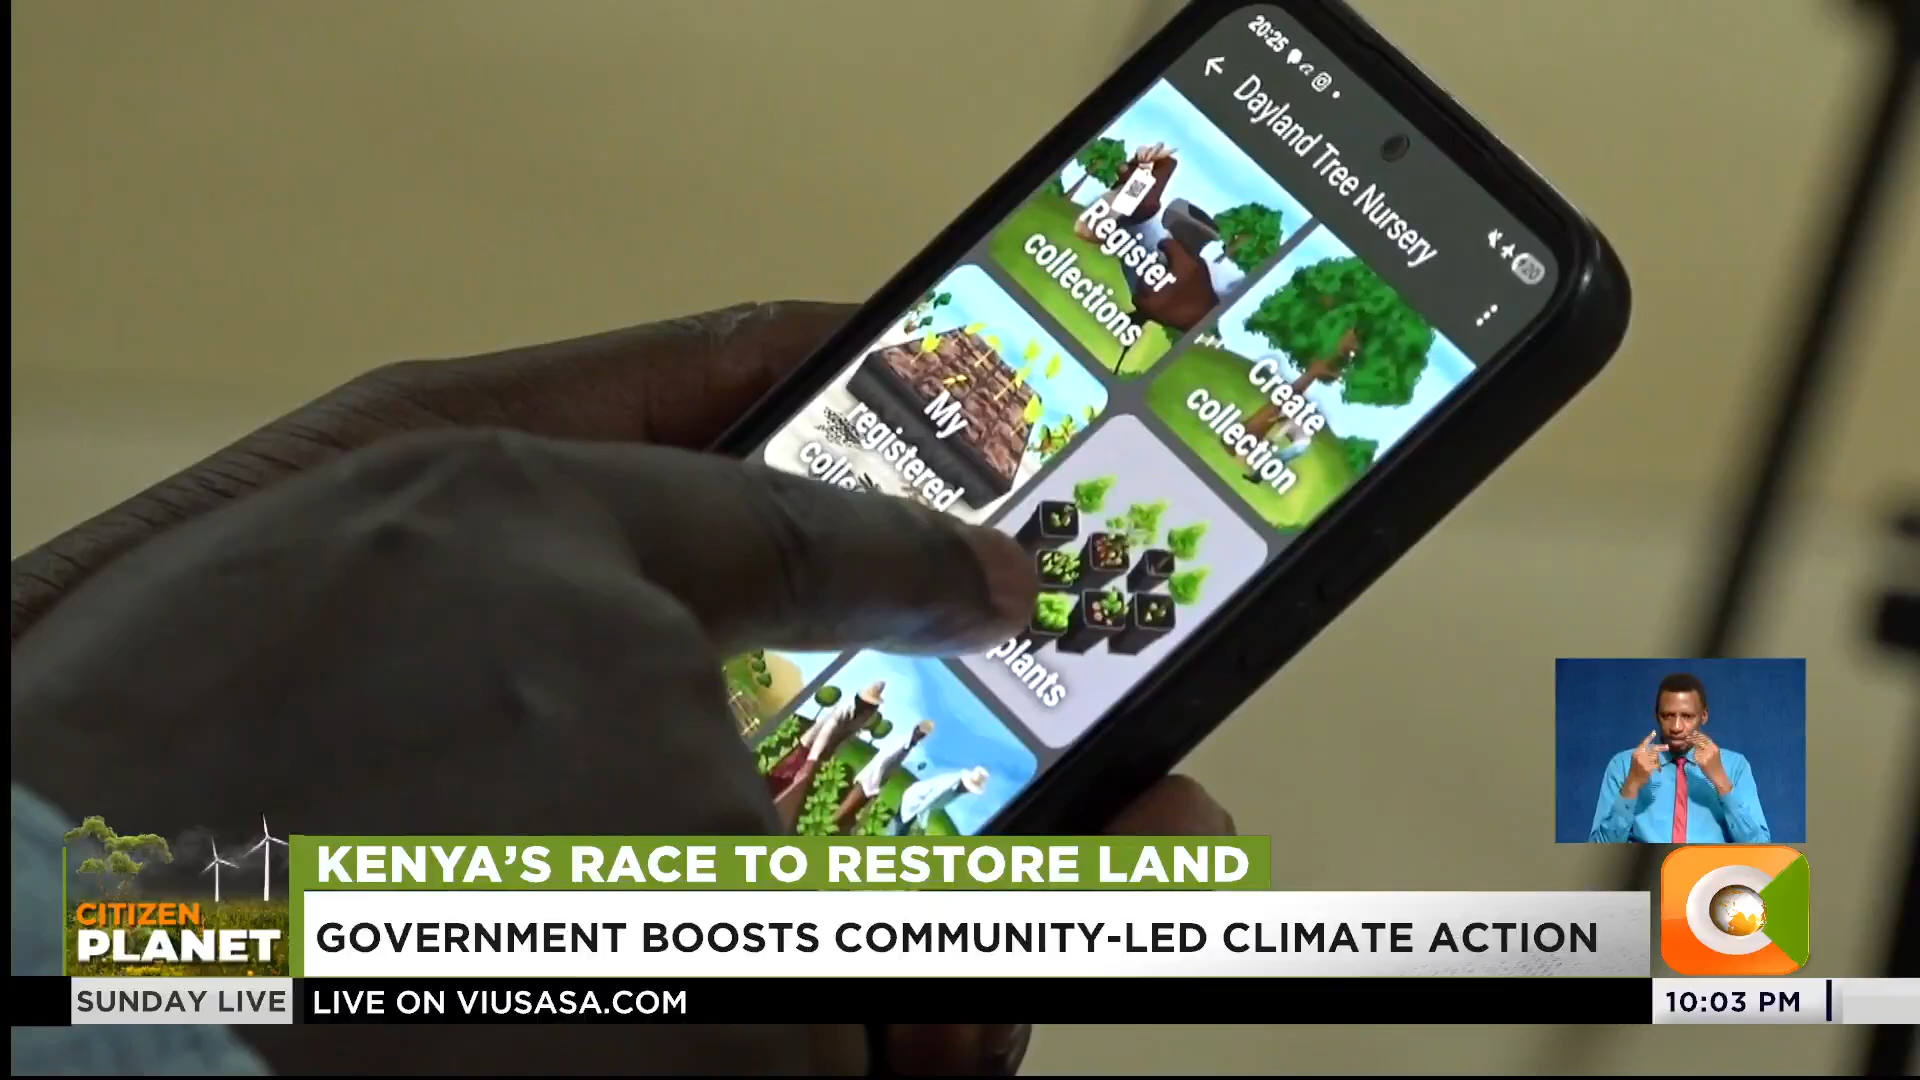 20:25
Dayland Tree Nursery
20
Register
collections
Create
collection
My
registered
plants
KENYA'S RACE TO RESTORE LAND
CITIZEN
PLANET
GOVERNMENT BOOSTS COMMUNITY-LED CLIMATE ACTION
SUNDAY LIVE
LIVE ON VIUSASA.COM
10:03 PM